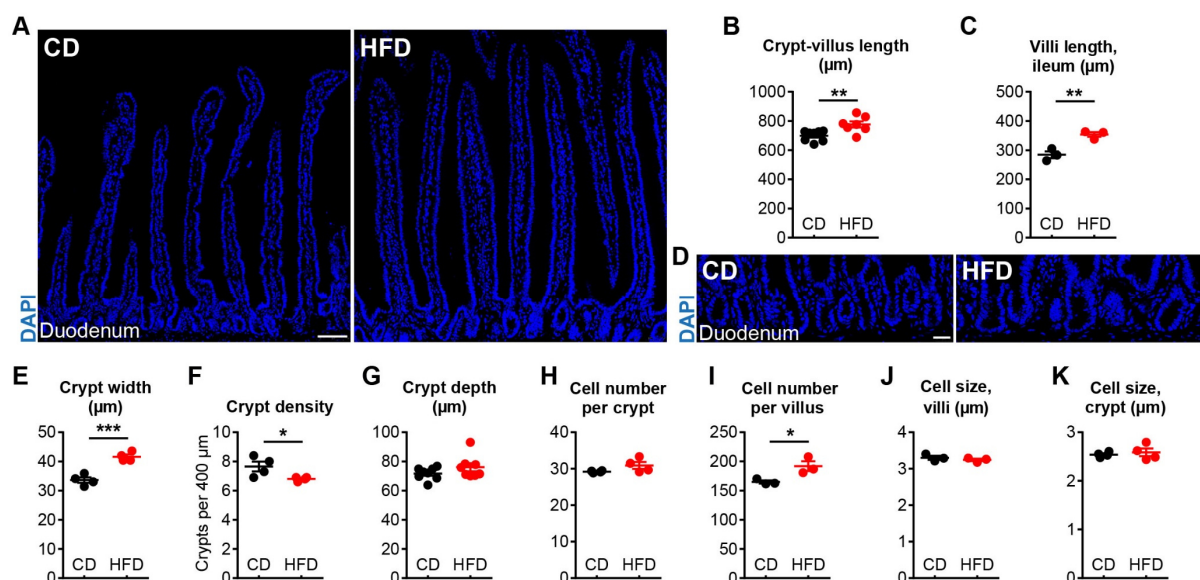 A
CD
HFD
DAPI
Duodenum
B
Crypt-villus length
(μm)
**
1000
800
600
400
200
0
CD HFD
C
Villi length,
ileum (μm)
**
500
400
300
200
100
0
CD HFD
D
CD
HFD
DAPI
Duodenum
E
Crypt width
(μm)
***
50
40
30
20
10
0
CD HFD
F
Crypt density
*
Crypts per 400 μm
10
8
6
4
2
0
CD HFD
G
Crypt depth
(μm)
100
80
60
40
20
0
CD HFD
H
Cell number
per crypt
50
40
30
20
10
0
CD HFD
I
Cell number
per villus
*
250
200
150
100
50
0
CD HFD
J
Cell size,
villi (μm)
4
3
2
1
0
CD HFD
K
Cell size,
crypt (μm)
3
2
1
0
CD HFD